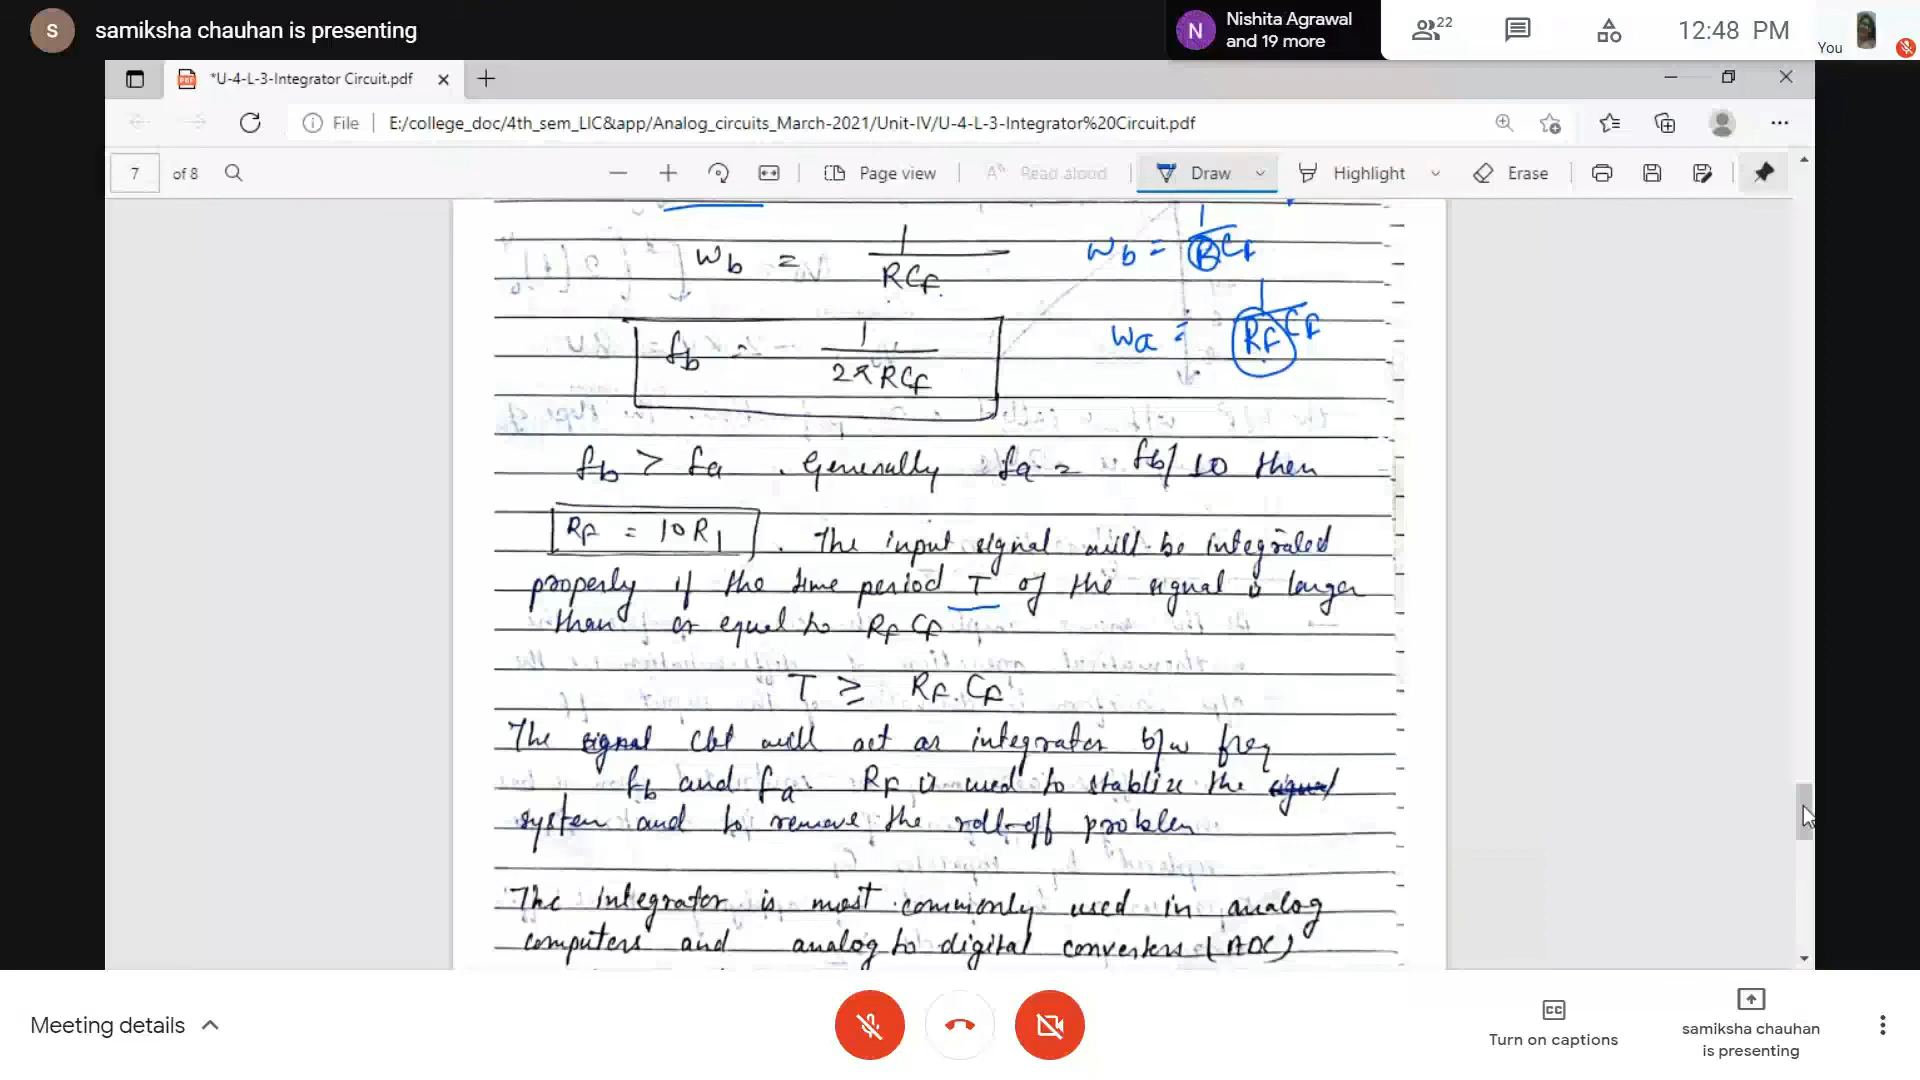 samiksha chauhan is presenting
N
Nishita Agrawal
and 19 more
22
12:48 PM
You
S
*U-4-L-3-Integrator Circuit.pdf
File
E:/college_doc/4th_sem_LIC&app/Analog_circuits_March-2021/Unit-IV/U-4-L-3-Integrator%20Circuit.pdf
7 of 8
Page view
Read aloud
Draw
Highlight
Erase
ωb = 1/RCF
ωb = 1/RCF
fb = 1/2πRCF
ωa = 1/RFCF
fb > fa . Generally fa = fb/10 then
RF = 10R1 . The input signal will be integrated
properly if the time period T of the signal is larger
than or equal to RF CF
T ≥ RF.CF
The signal ckt will act as integrator b/w freq
fb and fa. RF is used to stablize the
system and to remove the roll-off problem.
The integrator is most commonly used in analog
computers and analog to digital converters (ADC)
Meeting details
CC
Turn on captions
samiksha chauhan
is presenting